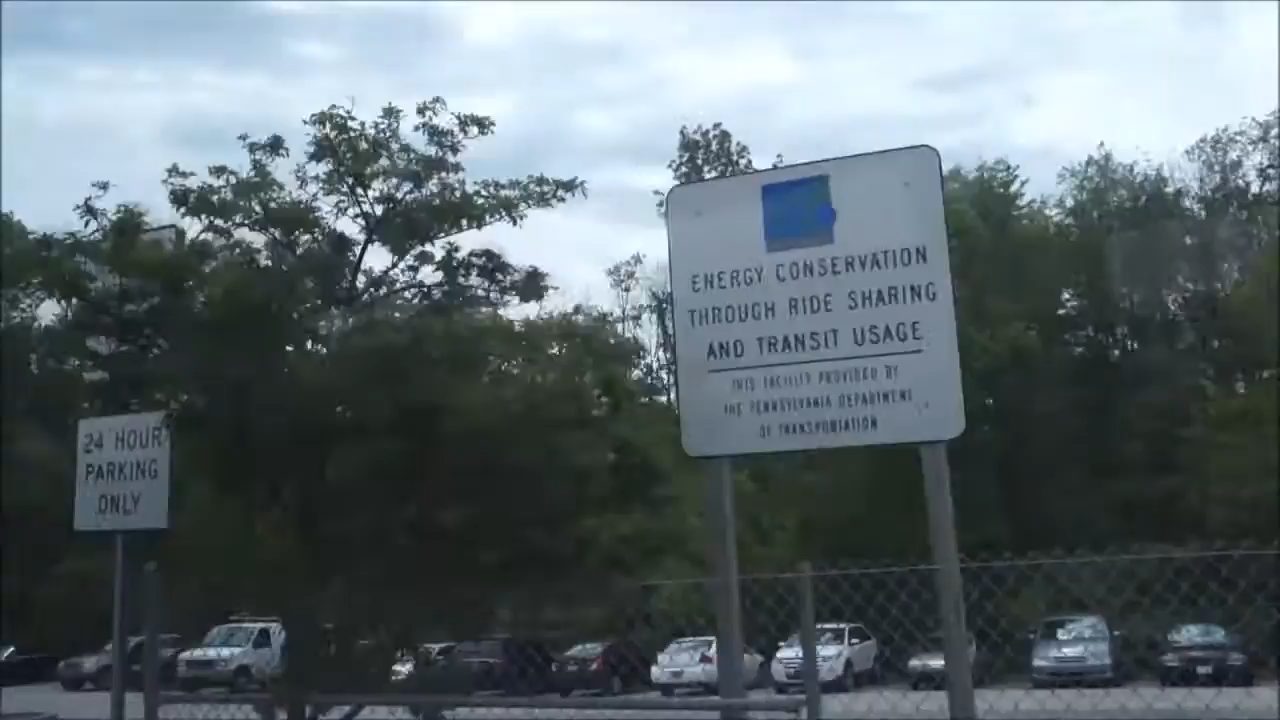 24 HOUR
PARKING
ONLY
ENERGY CONSERVATION
THROUGH RIDE SHARING
AND TRANSIT USAGE
THIS FACILITY PROVIDED BY
THE PENNSYLVANIA DEPARTMENT
OF TRANSPORTATION